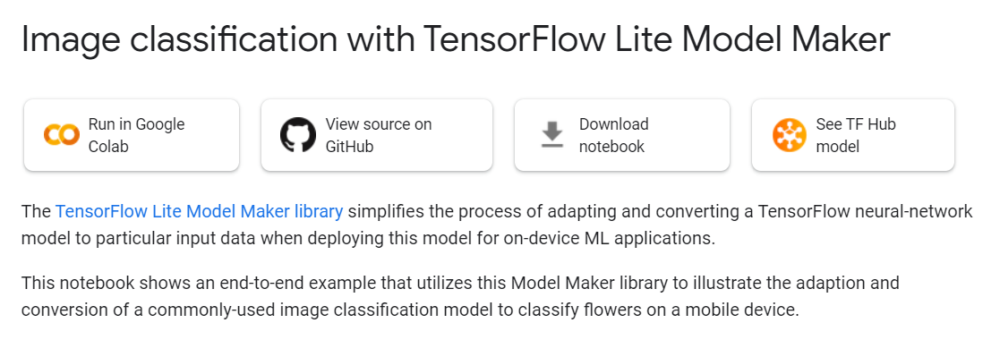 Image classification with TensorFlow Lite Model Maker
Run in Google
Colab
View source on
GitHub
Download
notebook
See TF Hub
model
The TensorFlow Lite Model Maker library simplifies the process of adapting and converting a TensorFlow neural-network
model to particular input data when deploying this model for on-device ML applications.
This notebook shows an end-to-end example that utilizes this Model Maker library to illustrate the adaption and
conversion of a commonly-used image classification model to classify flowers on a mobile device.